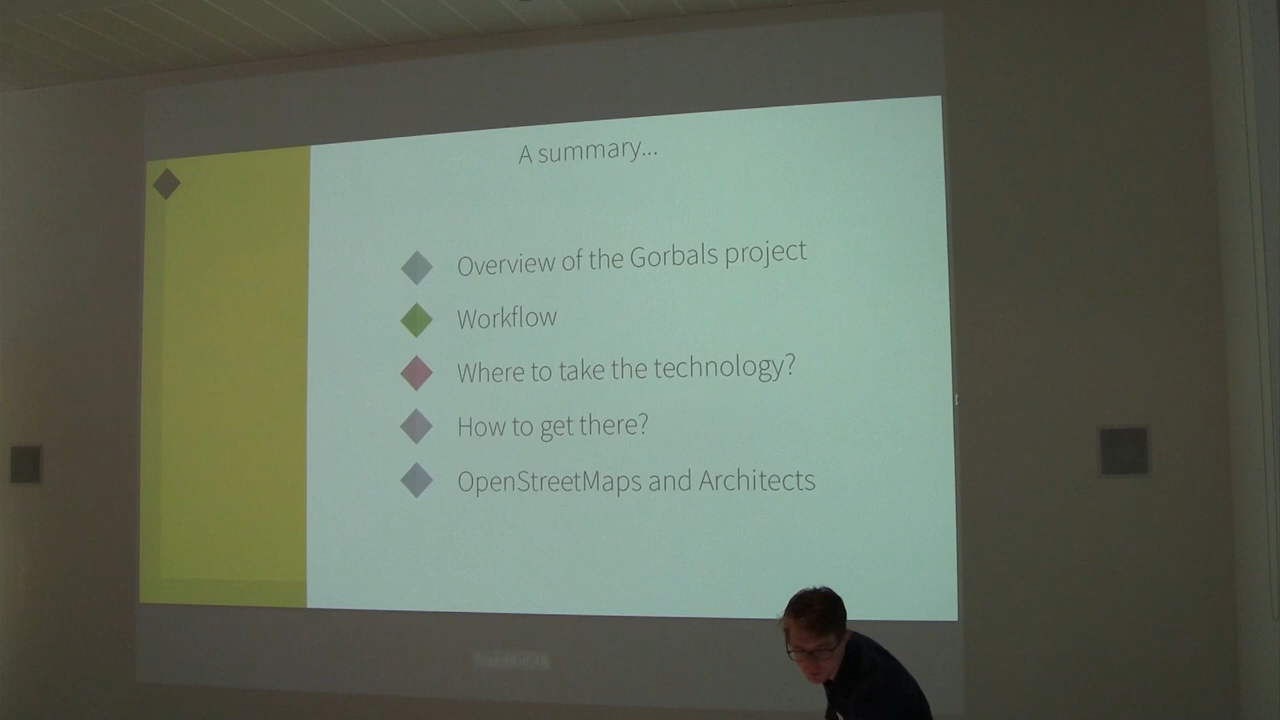 A summary...
Overview of the Gorbals project
Workflow
Where to take the technology?
How to get there?
OpenStreetMaps and Architects